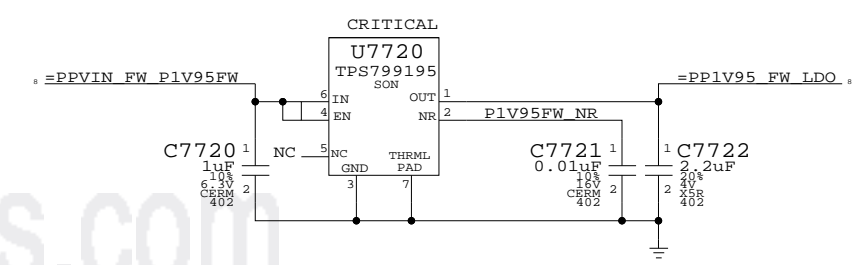 CRITICAL
U7720
TPS799195
SON
8 =PPVIN_FW_P1V95FW
=PP1V95_FW_LDO 8
6 IN
OUT 1
4 EN
NR 2
P1V95FW_NR
5 NC
NC
THRML
PAD
GND
3
7
C7720 1
1uF
10%
6.3V
CERM
402
2
C7721 1
0.01uF
10%
16V
CERM
402
2
1 C7722
2.2uF
20%
4V
X5R
402
2
s.com